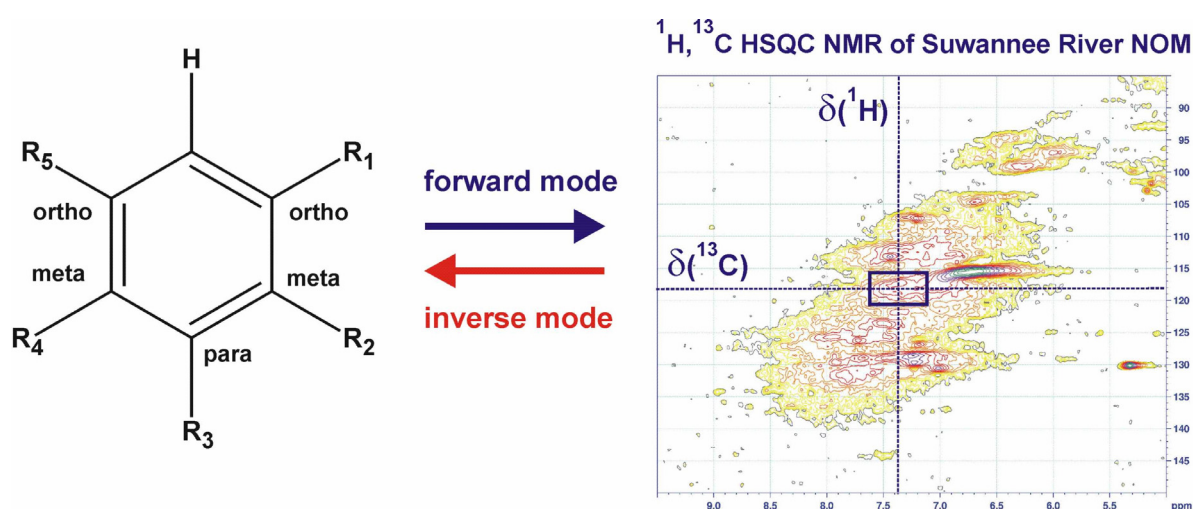 H
R5
R1
ortho
ortho
meta
meta
R4
R2
para
R3
forward mode
inverse mode
1H,13C HSQC NMR of Suwannee River NOM
δ(1H)
δ(13C)
90
95
100
105
110
115
120
125
130
135
140
145
9.0 8.0 7.5 7.0 6.5 6.0 5.5 ppm